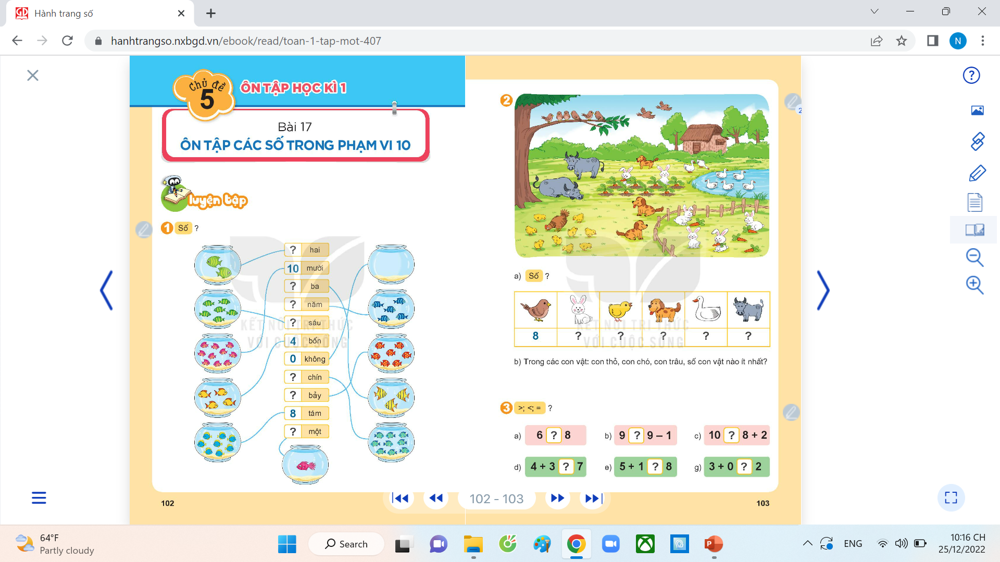 Hành trang số
hanhtrangso.nxbgd.vn/ebook/read/toan-1-tap-mot-407
N
Chủ đề
5
ÔN TẬP HỌC KÌ 1
Bài 17
ÔN TẬP CÁC SỐ TRONG PHẠM VI 10
luyện tập
1 Số ?
? hai
10 mười
? ba
? năm
? sáu
4 bốn
0 không
? chín
? bảy
8 tám
? một
KẾT NỐI TRI THỨC
VỚI CUỘC SỐNG
102
2
2
a) Số ?
8 ? ? ? ? ?
KẾT NỐI TRI THỨC
VỚI CUỘC SỐNG
b) Trong các con vật: con thỏ, con chó, con trâu, số con vật nào ít nhất?
3 >; <; = ?
a) 6 ? 8 b) 9 ? 9 – 1 c) 10 ? 8 + 2
d) 4 + 3 ? 7 e) 5 + 1 ? 8 g) 3 + 0 ? 2
103
102 - 103
64°F
Partly cloudy
Search
ENG
10:16 CH
25/12/2022